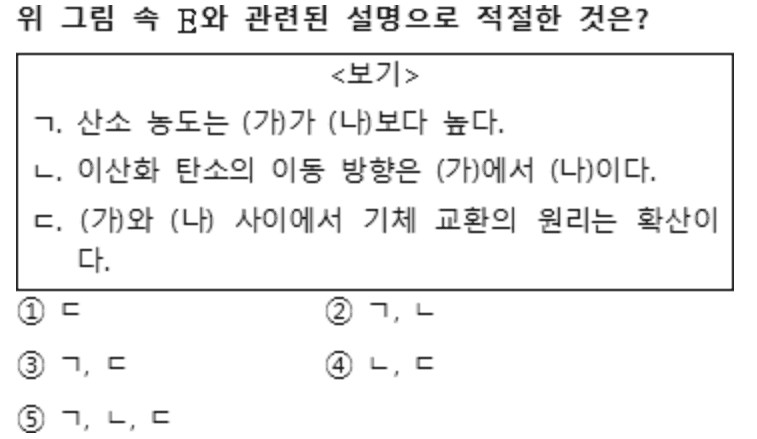 위 그림 속 E와 관련된 설명으로 적절한 것은?
<보기>
ㄱ. 산소 농도는 (가)가 (나)보다 높다.
ㄴ. 이산화 탄소의 이동 방향은 (가)에서 (나)이다.
ㄷ. (가)와 (나) 사이에서 기체 교환의 원리는 확산이
다.
① ㄷ ② ㄱ, ㄴ
③ ㄱ, ㄷ ④ ㄴ, ㄷ
⑤ ㄱ, ㄴ, ㄷ